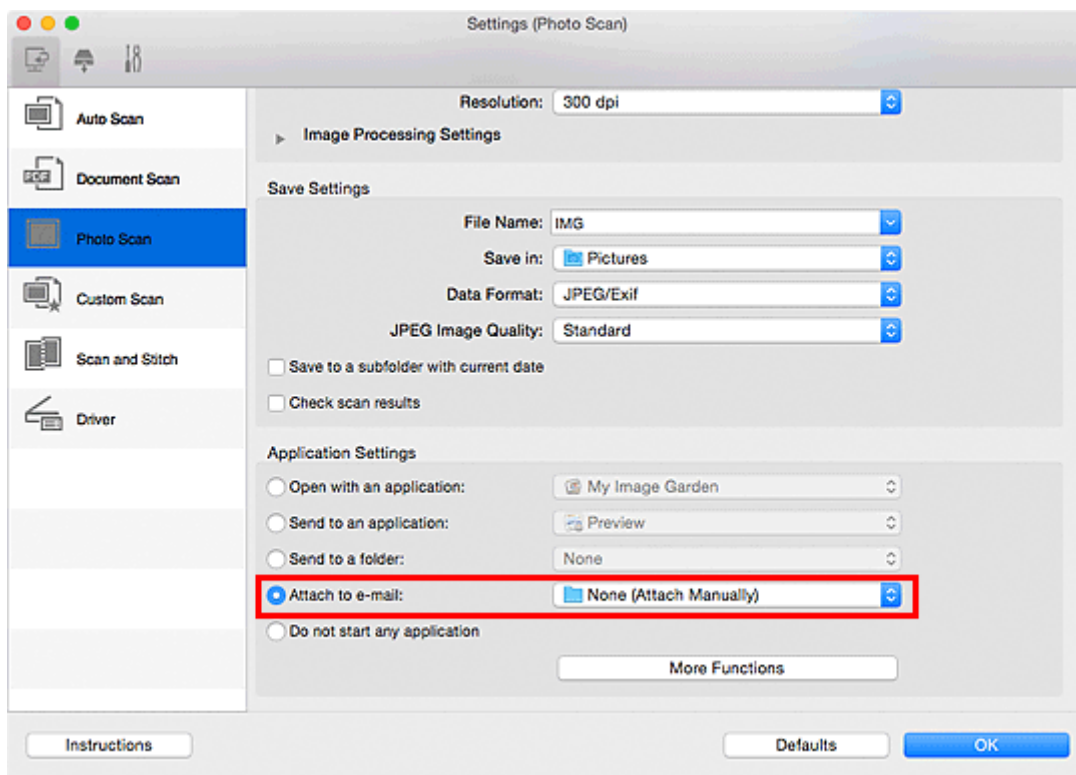 Settings (Photo Scan)
Auto Scan
Document Scan
Photo Scan
Custom Scan
Scan and Stitch
Driver
Resolution: 300 dpi
Image Processing Settings
Save Settings
File Name: IMG
Save in: Pictures
Data Format: JPEG/Exif
JPEG Image Quality: Standard
Save to a subfolder with current date
Check scan results
Application Settings
Open with an application: My Image Garden
Send to an application: Preview
Send to a folder: None
Attach to e-mail: None (Attach Manually)
Do not start any application
More Functions
Instructions
Defaults
OK